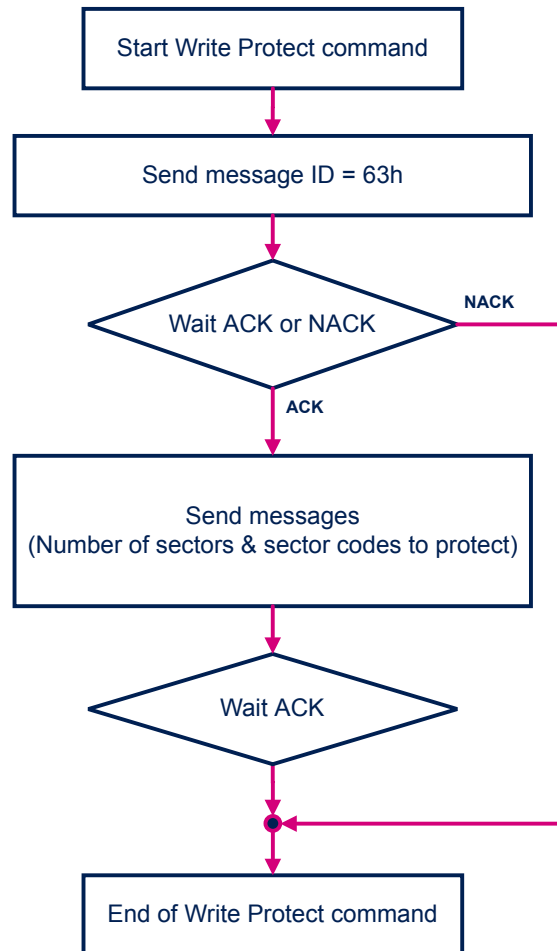 Start Write Protect command
Send message ID = 63h
Wait ACK or NACK
NACK
ACK
Send messages
(Number of sectors & sector codes to protect)
Wait ACK
End of Write Protect command